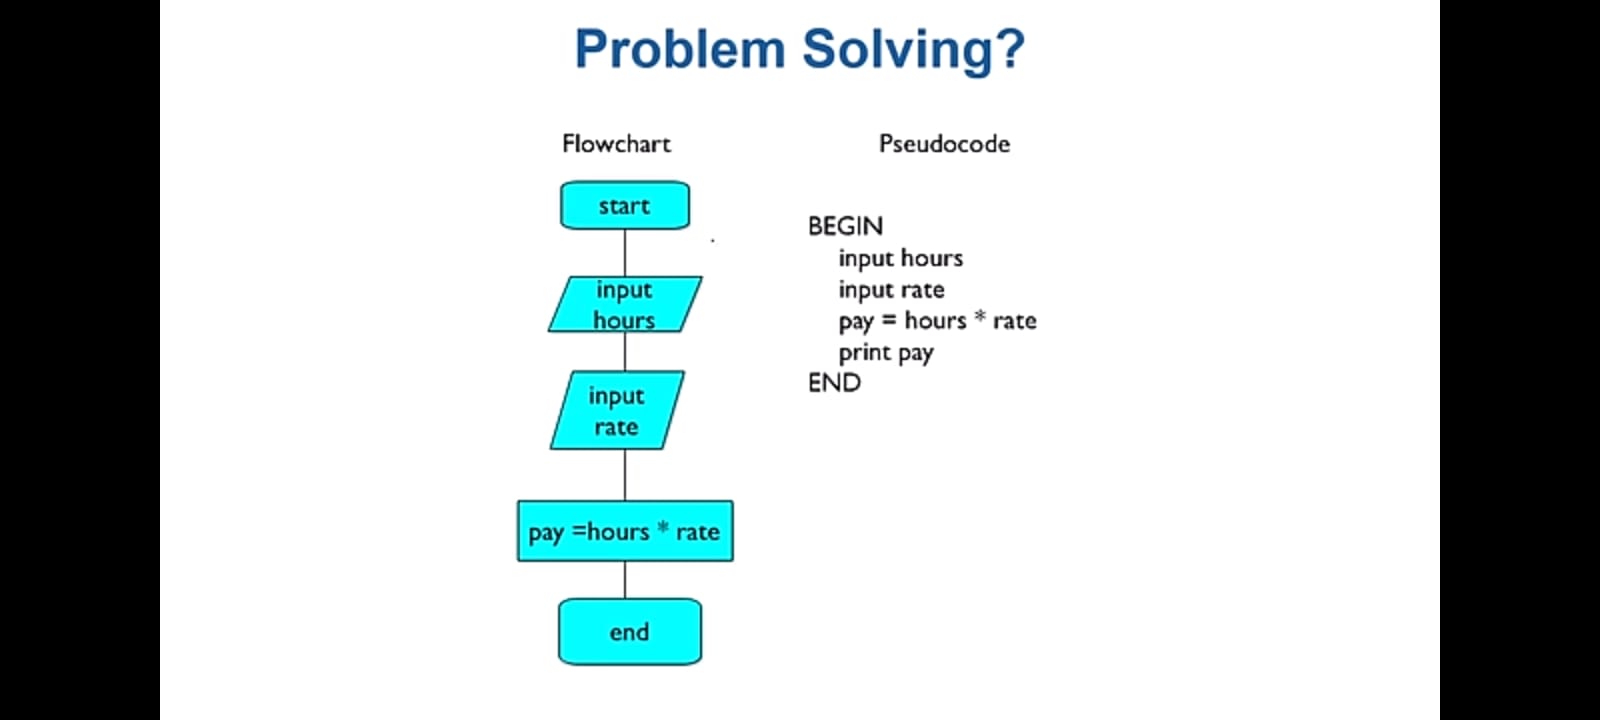 Problem Solving?
Flowchart
start
input
hours
input
rate
pay =hours * rate
end
Pseudocode
BEGIN
input hours
input rate
pay = hours * rate
print pay
END